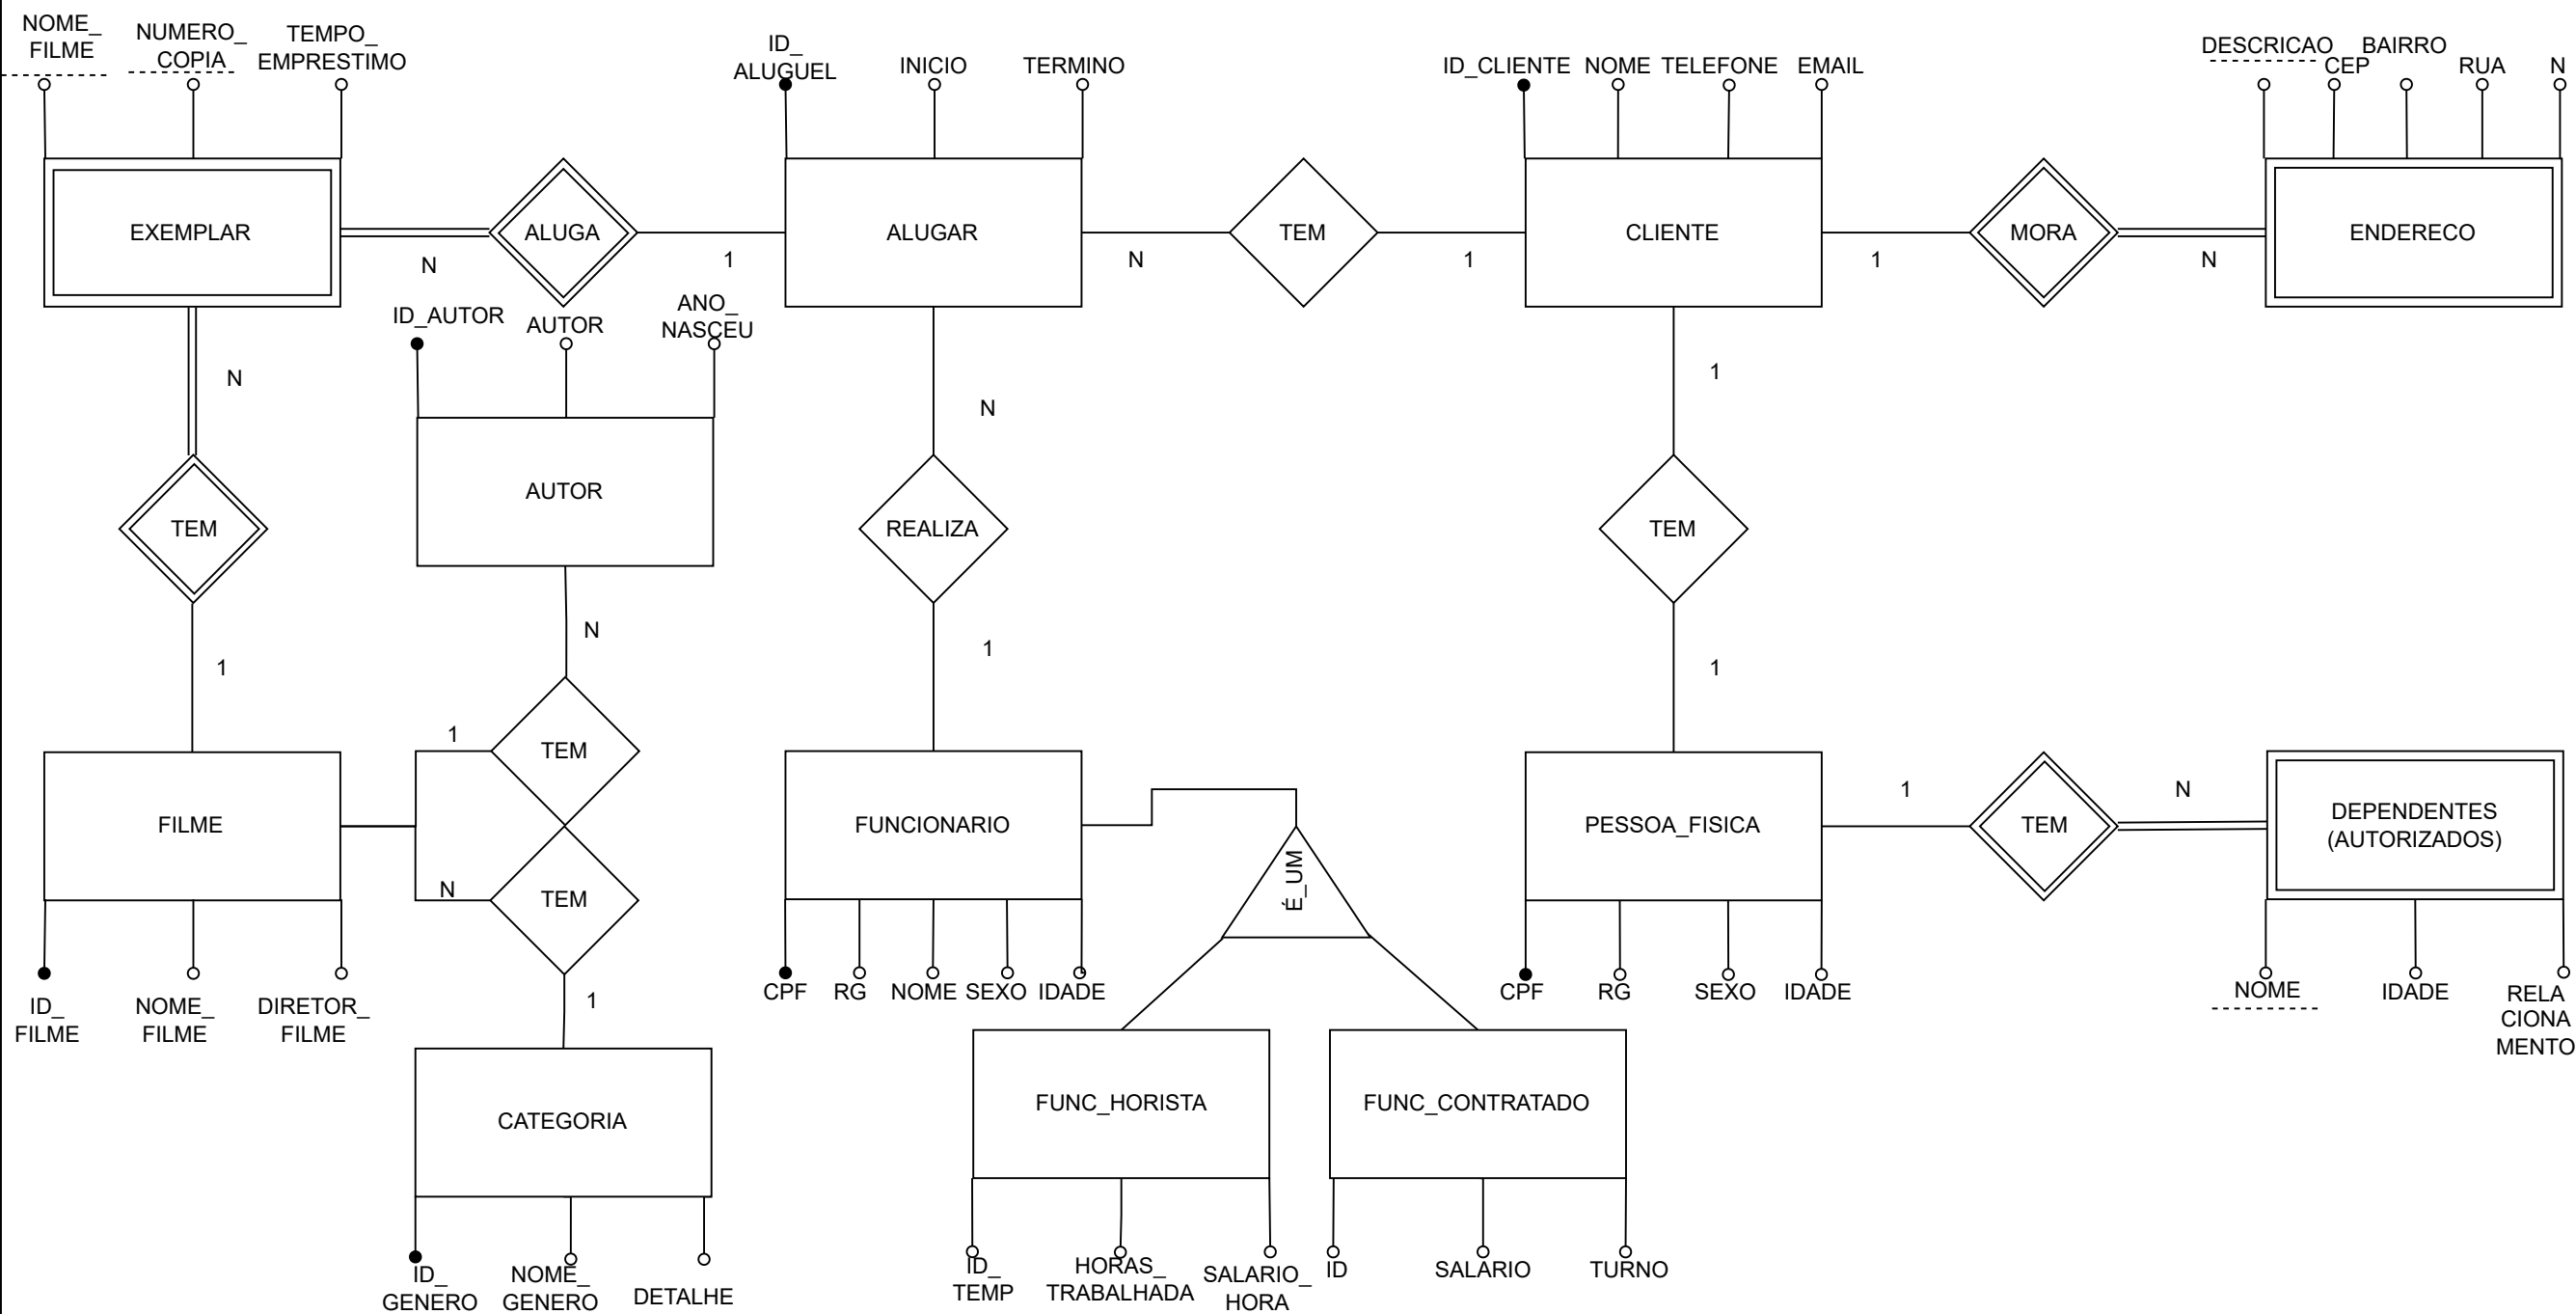 NOME_
FILME
NUMERO_
COPIA
TEMPO_
EMPRESTIMO
ID_
ALUGUEL
INICIO
TERMINO
ID_CLIENTE
NOME
TELEFONE
EMAIL
DESCRICAO
CEP
BAIRRO
RUA
N
EXEMPLAR
ALUGA
ALUGAR
TEM
CLIENTE
MORA
ENDERECO
N
1
N
1
1
N
ID_AUTOR
AUTOR
ANO_
NASCEU
N
N
1
AUTOR
TEM
REALIZA
TEM
N
1
1
1
1
TEM
FILME
N
TEM
1
FUNCIONARIO
É_UM
PESSOA_FISICA
1
TEM
N
DEPENDENTES
(AUTORIZADOS)
ID_
FILME
NOME_
FILME
DIRETOR_
FILME
CPF
RG
NOME
SEXO
IDADE
CPF
RG
SEXO
IDADE
NOME
IDADE
RELA
CIONA
MENTO
CATEGORIA
FUNC_HORISTA
FUNC_CONTRATADO
ID_
GENERO
NOME_
GENERO
DETALHE
ID_
TEMP
HORAS_
TRABALHADA
SALARIO_
HORA
ID
SALARIO
TURNO